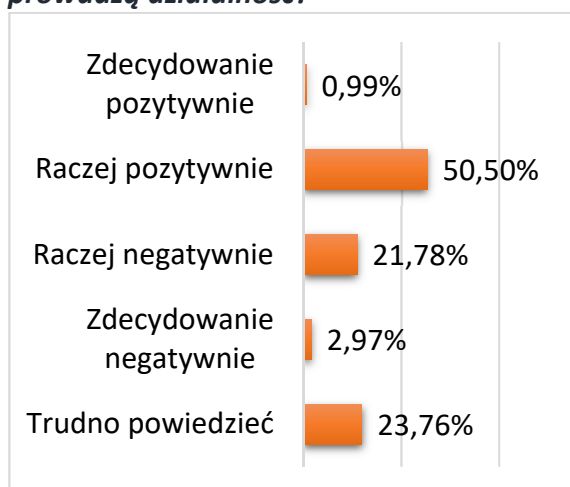 prowadzą działalność?
Zdecydowanie
pozytywnie
0,99%
Raczej pozytywnie
50,50%
Raczej negatywnie
21,78%
Zdecydowanie
negatywnie
2,97%
Trudno powiedzieć
23,76%